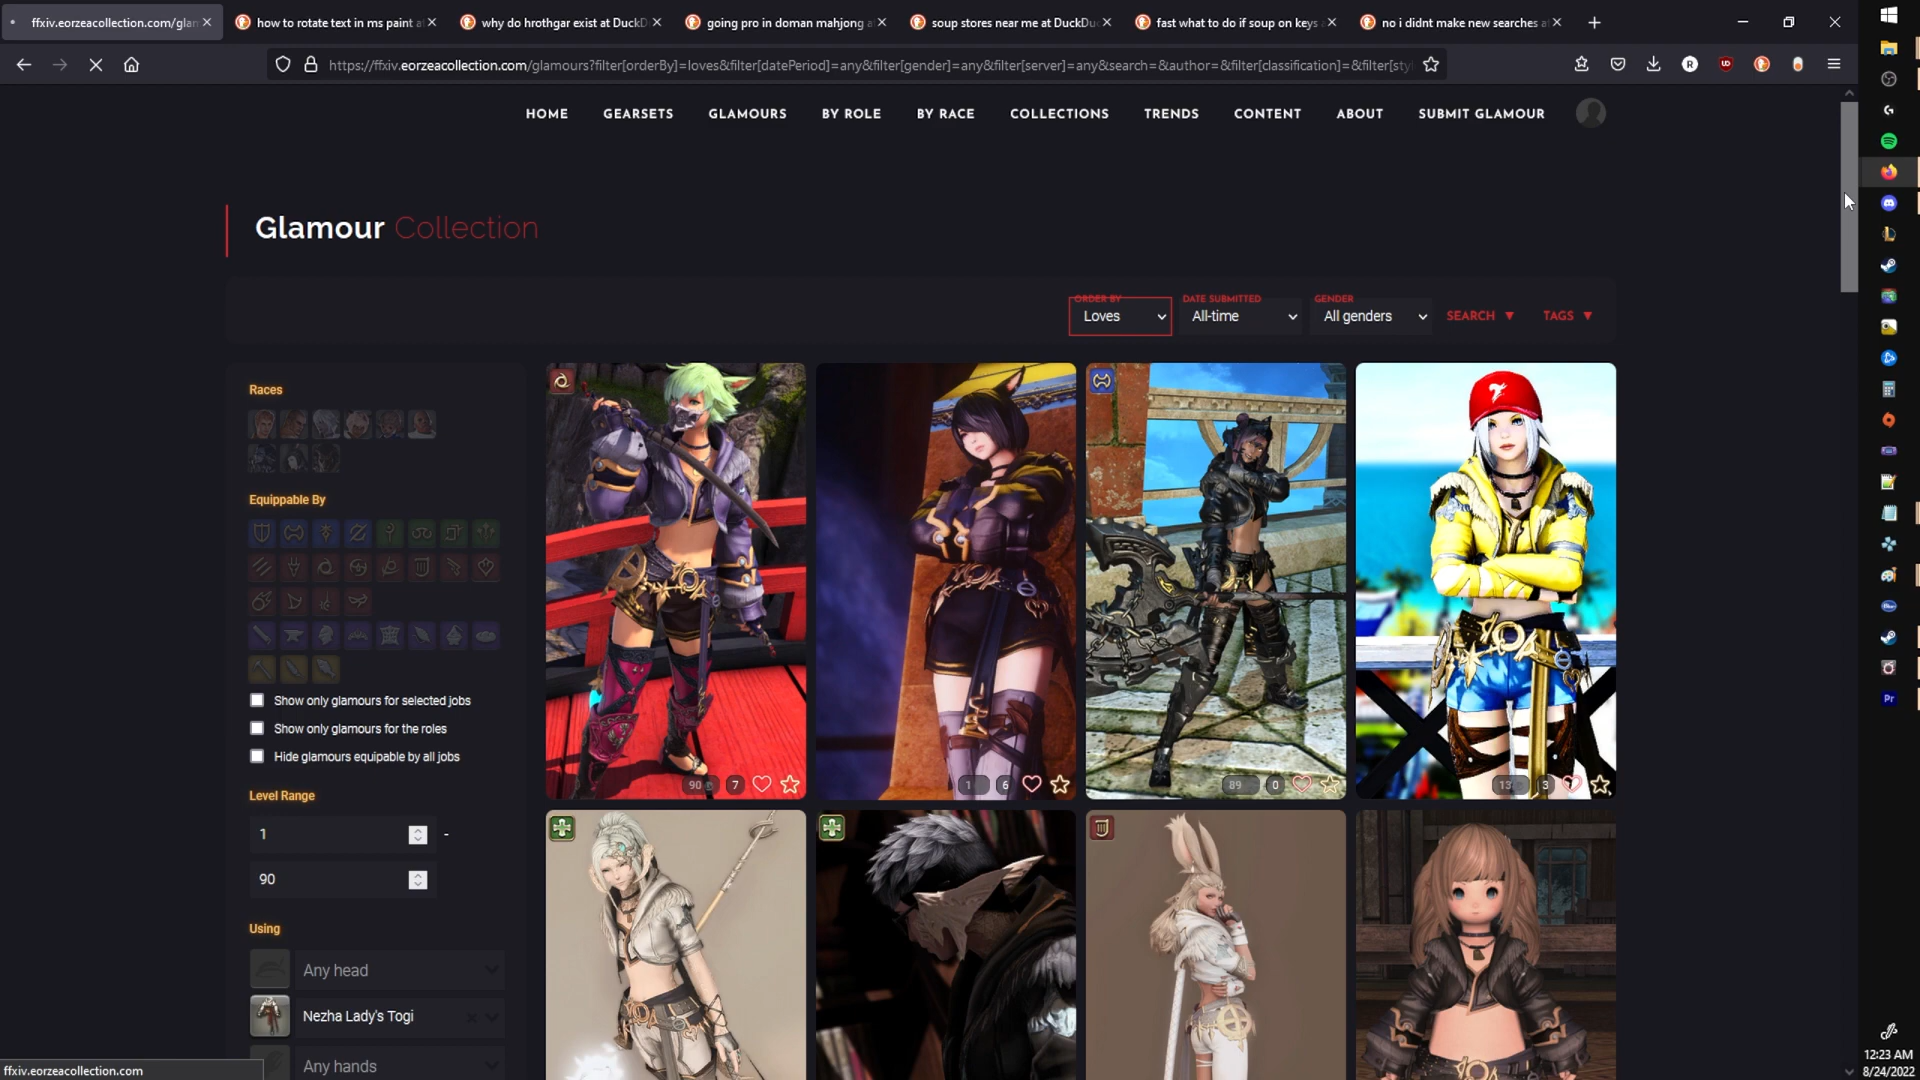 ffxiv.eorzeacollection.com/glam
how to rotate text in ms paint a
why do hrothgar exist at DuckD
going pro in doman mahjong a
soup stores near me at DuckDu
fast what to do if soup on keys
no i didnt make new searches at
https://ffxiv.eorzeacollection.com/glamours?filter[orderBy]=loves&filter[datePeriod]=any&filter[gender]=any&filter[server]=any&search=&author=&filter[classification]=&filter[styl
HOME GEARSETS GLAMOURS BY ROLE BY RACE COLLECTIONS TRENDS CONTENT ABOUT SUBMIT GLAMOUR
Glamour Collection
ORDER BY DATE SUBMITTED GENDER
Loves All-time All genders SEARCH TAGS
Races
Equippable By
Show only glamours for selected jobs
Show only glamours for the roles
Hide glamours equipable by all jobs
Level Range
1 -
90
Using
Any head
Nezha Lady's Togi
Any hands
90 7
1 6
89 0
13 3
ffxiv.eorzeacollection.com
Pr
12:23 AM
8/24/2022